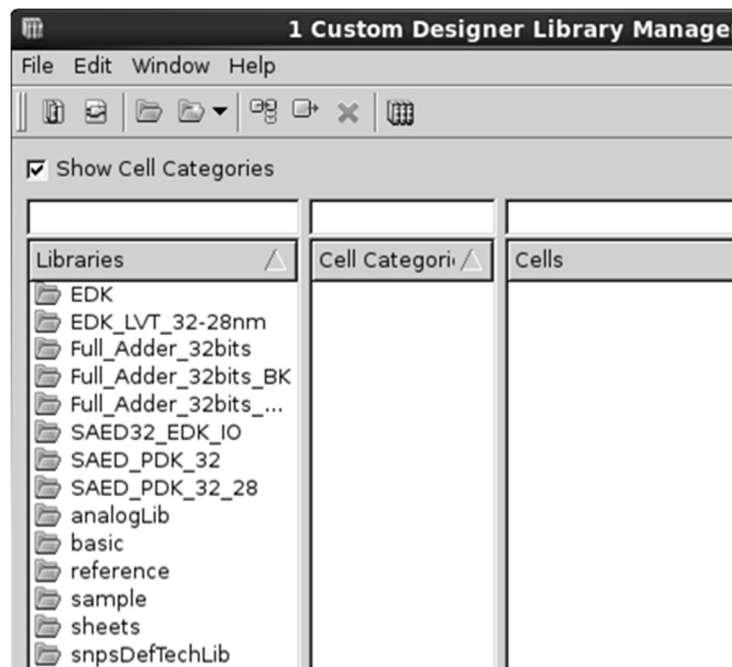 1 Custom Designer Library Manage
File Edit Window Help
Show Cell Categories
Libraries Cell Categori Cells
EDK
EDK_LVT_32-28nm
Full_Adder_32bits
Full_Adder_32bits_BK
Full_Adder_32bits_...
SAED32_EDK_IO
SAED_PDK_32
SAED_PDK_32_28
analogLib
basic
reference
sample
sheets
snpsDefTechLib